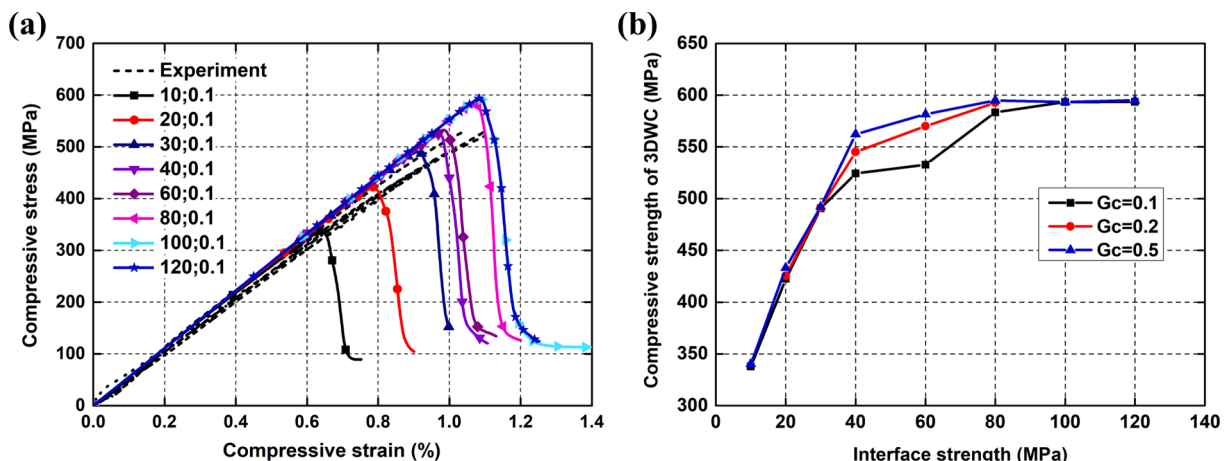 (a)
700
600
500
400
300
200
100
0
Compressive stress (MPa)
Experiment
10;0.1
20;0.1
30;0.1
40;0.1
60;0.1
80;0.1
100;0.1
120;0.1
0.0 0.2 0.4 0.6 0.8 1.0 1.2 1.4
Compressive strain (%)
(b)
650
600
550
500
450
400
350
300
Compressive strength of 3DWC (MPa)
Gc=0.1
Gc=0.2
Gc=0.5
0 20 40 60 80 100 120 140
Interface strength (MPa)